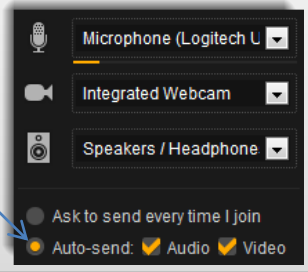 Microphone (Logitech U
Integrated Webcam
Speakers / Headphone
Ask to send every time I join
Auto-send: Audio Video